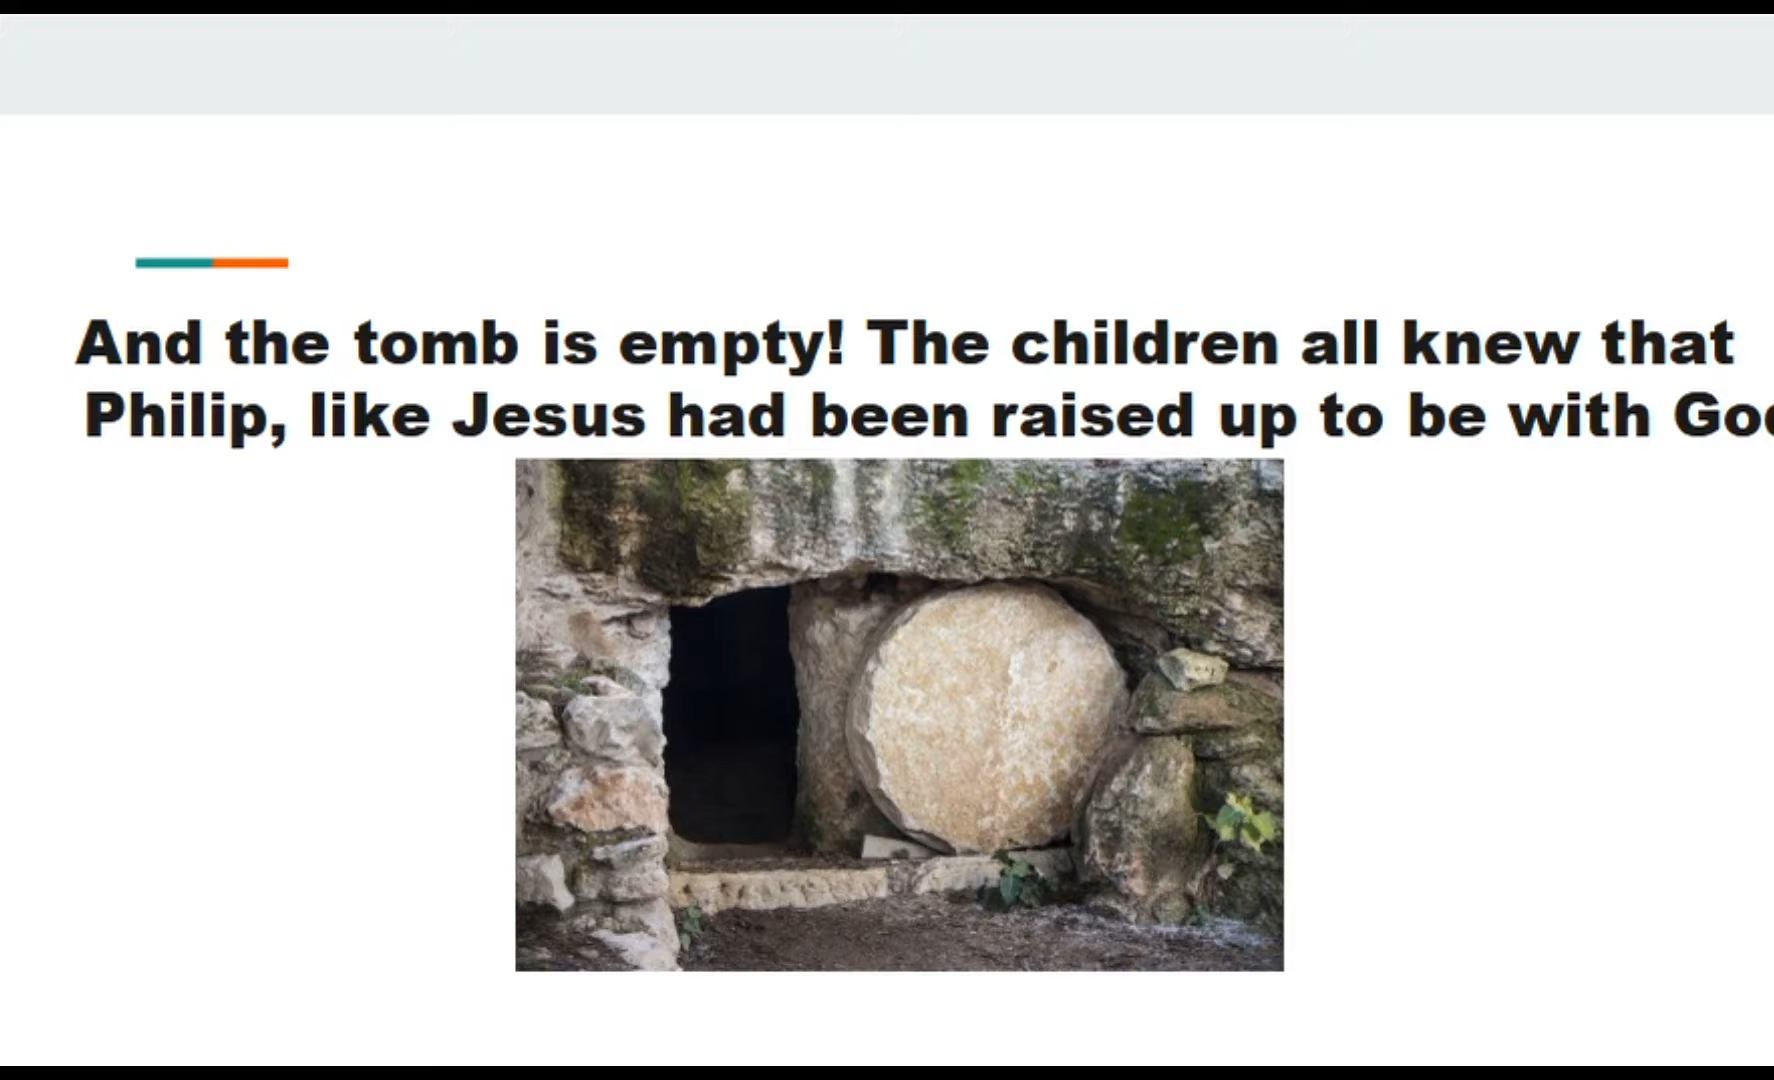 And the tomb is empty! The children all knew that
Philip, like Jesus had been raised up to be with